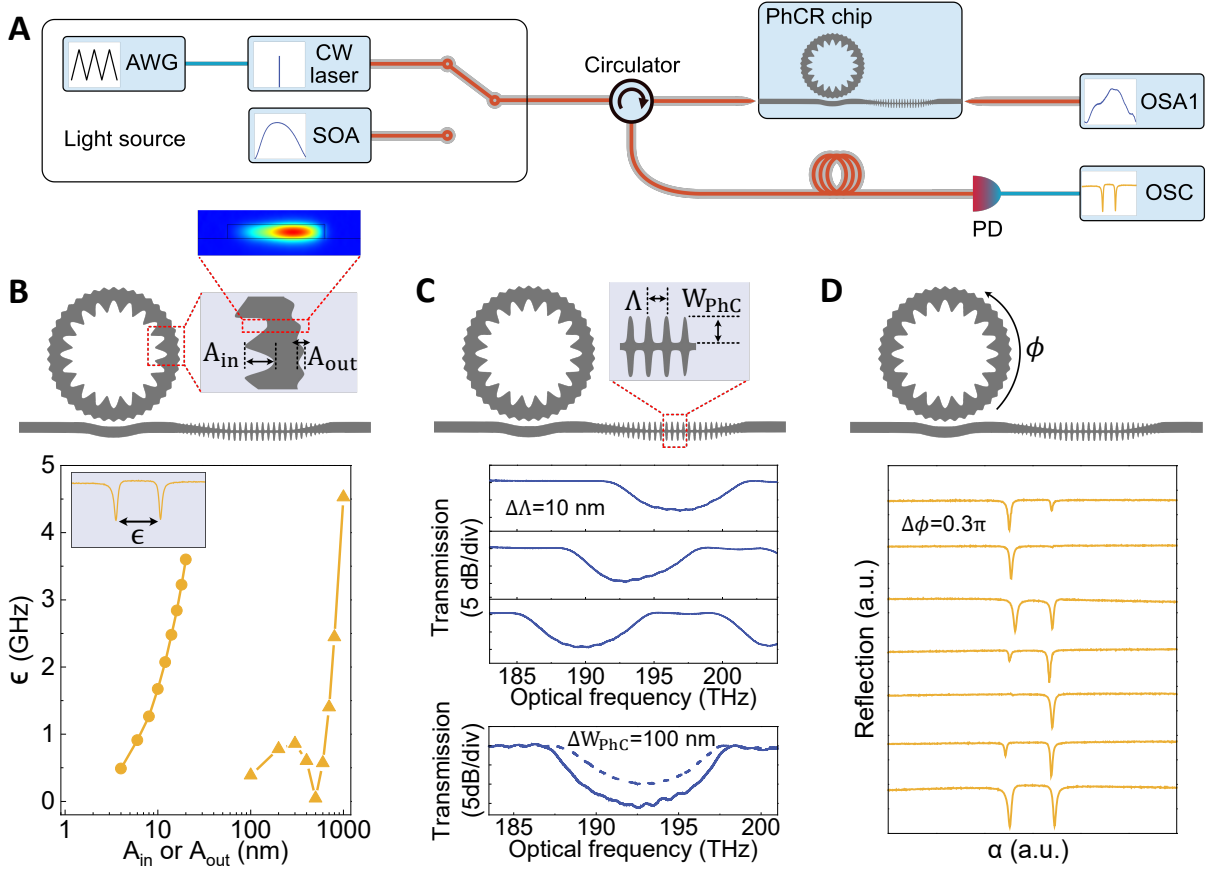 A
AWG
CW
laser
Light source
SOA
Circulator
PhCR chip
OSA1
OSC
PD
B
A_in
A_out
5
4
3
2
1
0
ϵ (GHz)
ϵ
1
10
100
1000
A_in or A_out (nm)
C
Λ
W_PhC
Transmission
(5 dB/div)
ΔΛ=10 nm
185
190
195
200
Optical frequency (THz)
Transmission
(5dB/div)
ΔW_PhC=100 nm
185
190
195
200
Optical frequency (THz)
D
ϕ
Reflection (a.u.)
Δϕ=0.3π
α (a.u.)